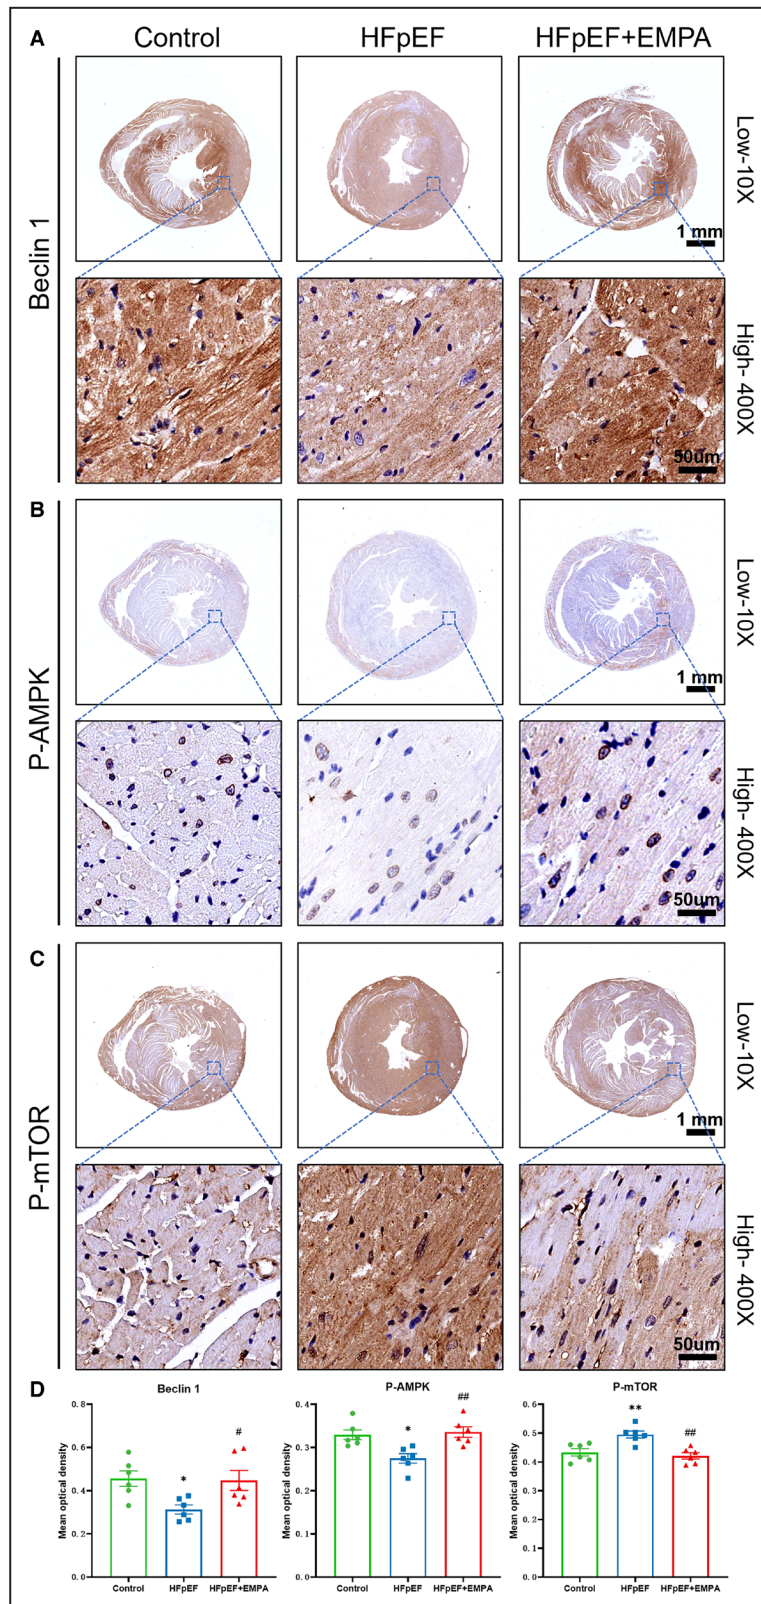 A
Control
HFpEF
HFpEF+EMPA
Beclin 1
Low-10X
1 mm
High- 400X
50um
B
P-AMPK
Low-10X
1 mm
High- 400X
50um
C
P-mTOR
Low-10X
1 mm
High- 400X
50um
D
Beclin 1
Mean optical density
0.8
0.6
0.4
0.2
0.0
*
#
Control
HFpEF
HFpEF+EMPA
P-AMPK
Mean optical density
0.4
0.3
0.2
0.1
0.0
*
##
Control
HFpEF
HFpEF+EMPA
P-mTOR
Mean optical density
0.6
0.5
0.4
0.3
0.2
0.1
0.0
**
##
Control
HFpEF
HFpEF+EMPA